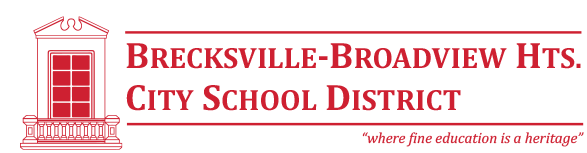 BRECKSVILLE-BROADVIEW HTS.
CITY SCHOOL DISTRICT
“where fine education is a heritage”